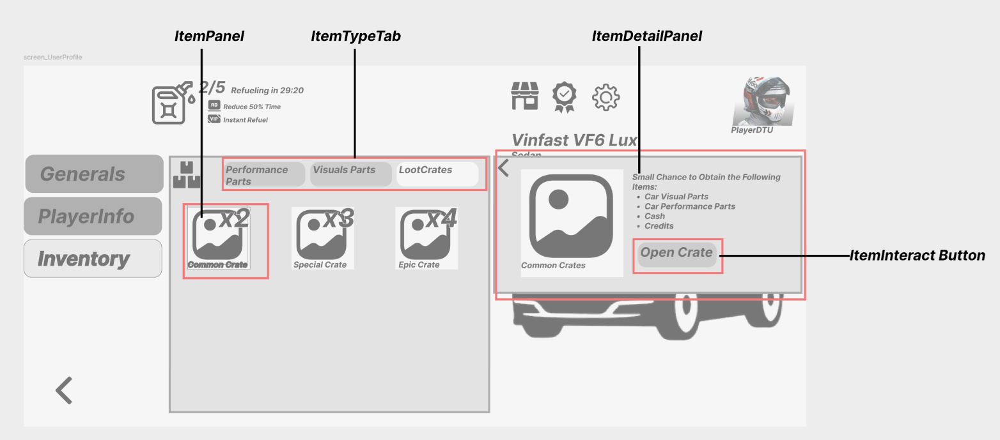 ItemPanel
ItemTypeTab
ItemDetailPanel
screen_UserProfile
2/5 Refueling in 29:20
AD Reduce 50% Time
VIP Instant Refuel
PlayerDTU
Vinfast VF6 Lux
Sedan
Generals
PlayerInfo
Inventory
Performance
Parts
Visuals Parts
LootCrates
x2
Common Crate
x3
Special Crate
x4
Epic Crate
Common Crates
Small Chance to Obtain the Following
Items:
• Car Visual Parts
• Car Performance Parts
• Cash
• Credits
Open Crate
ItemInteract Button